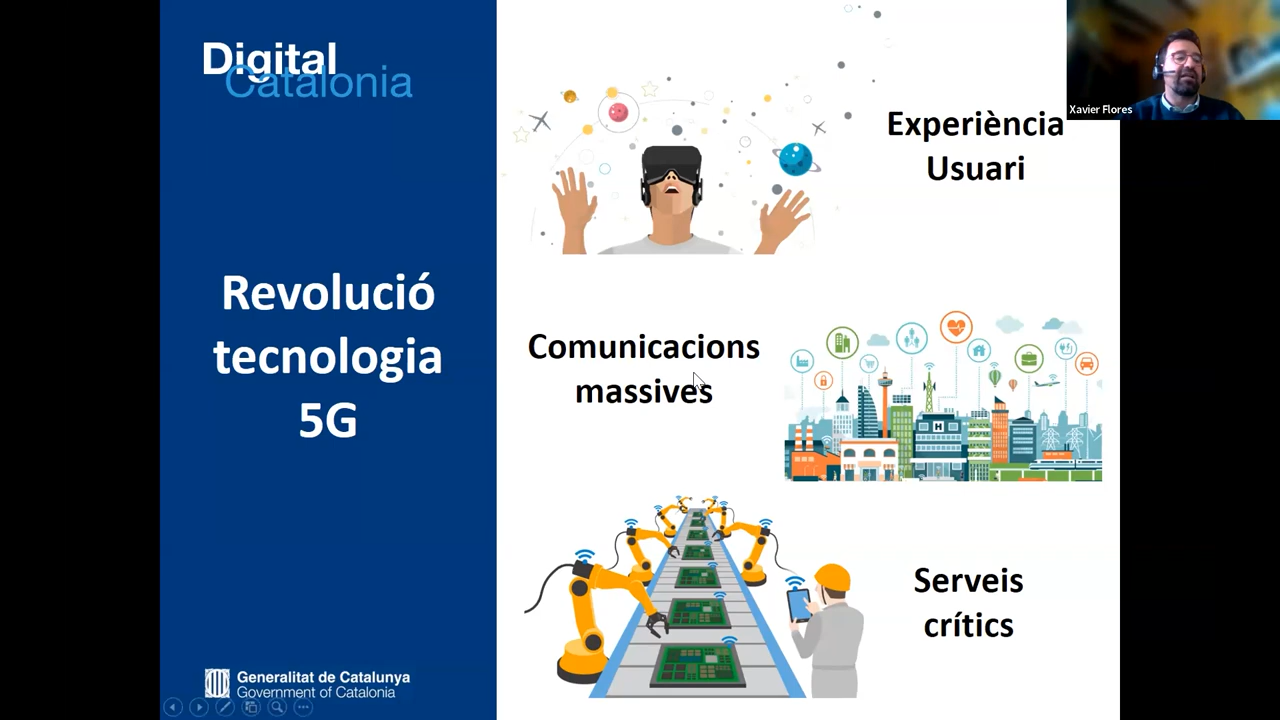 Digital
Catalonia
Revolució
tecnologia
5G
Generalitat de Catalunya
Government of Catalonia
Experiència
Usuari
Comunicacions
massives
H
Serveis
crítics
Xavier Flores